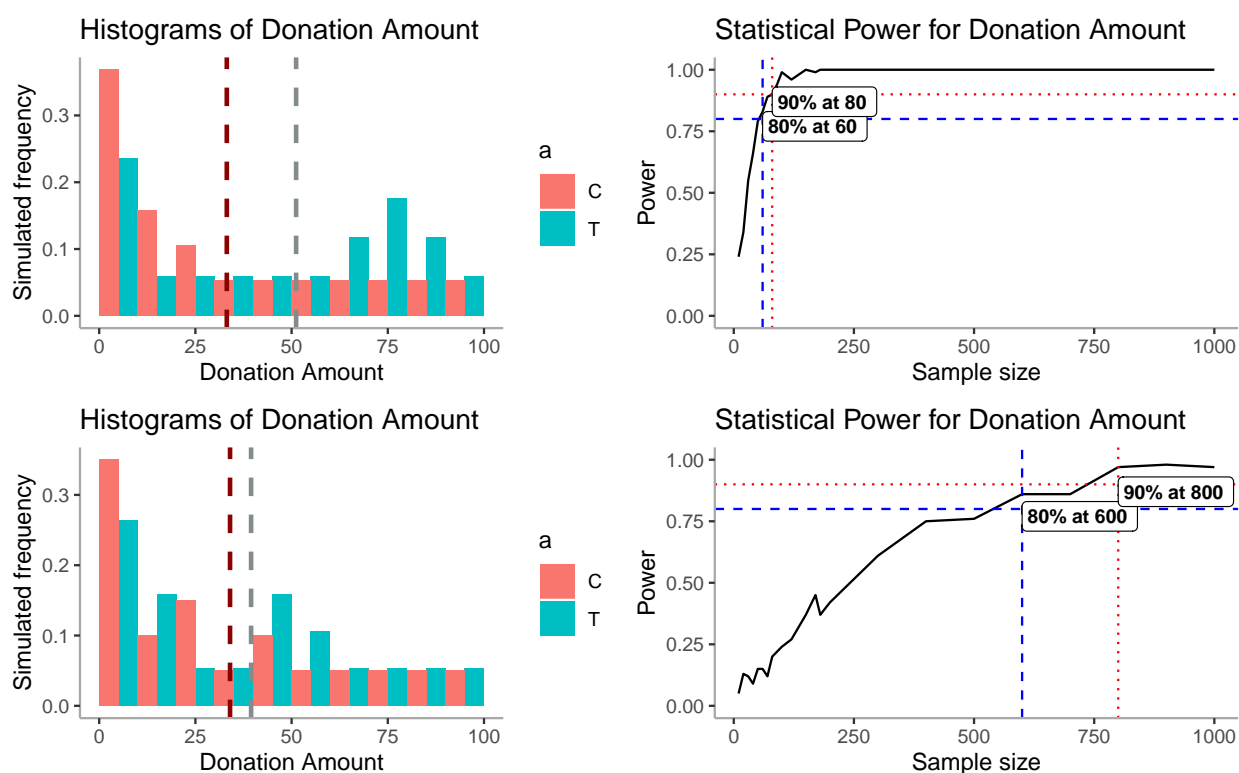 Histograms of Donation Amount
Simulated frequency
0.3
0.2
0.1
0.0
0 25 50 75 100
Donation Amount
a
C
T
Statistical Power for Donation Amount
Power
1.00
0.75
0.50
0.25
0.00
90% at 80
80% at 60
0 250 500 750 1000
Sample size
Histograms of Donation Amount
Simulated frequency
0.3
0.2
0.1
0.0
0 25 50 75 100
Donation Amount
a
C
T
Statistical Power for Donation Amount
Power
1.00
0.75
0.50
0.25
0.00
90% at 800
80% at 600
0 250 500 750 1000
Sample size